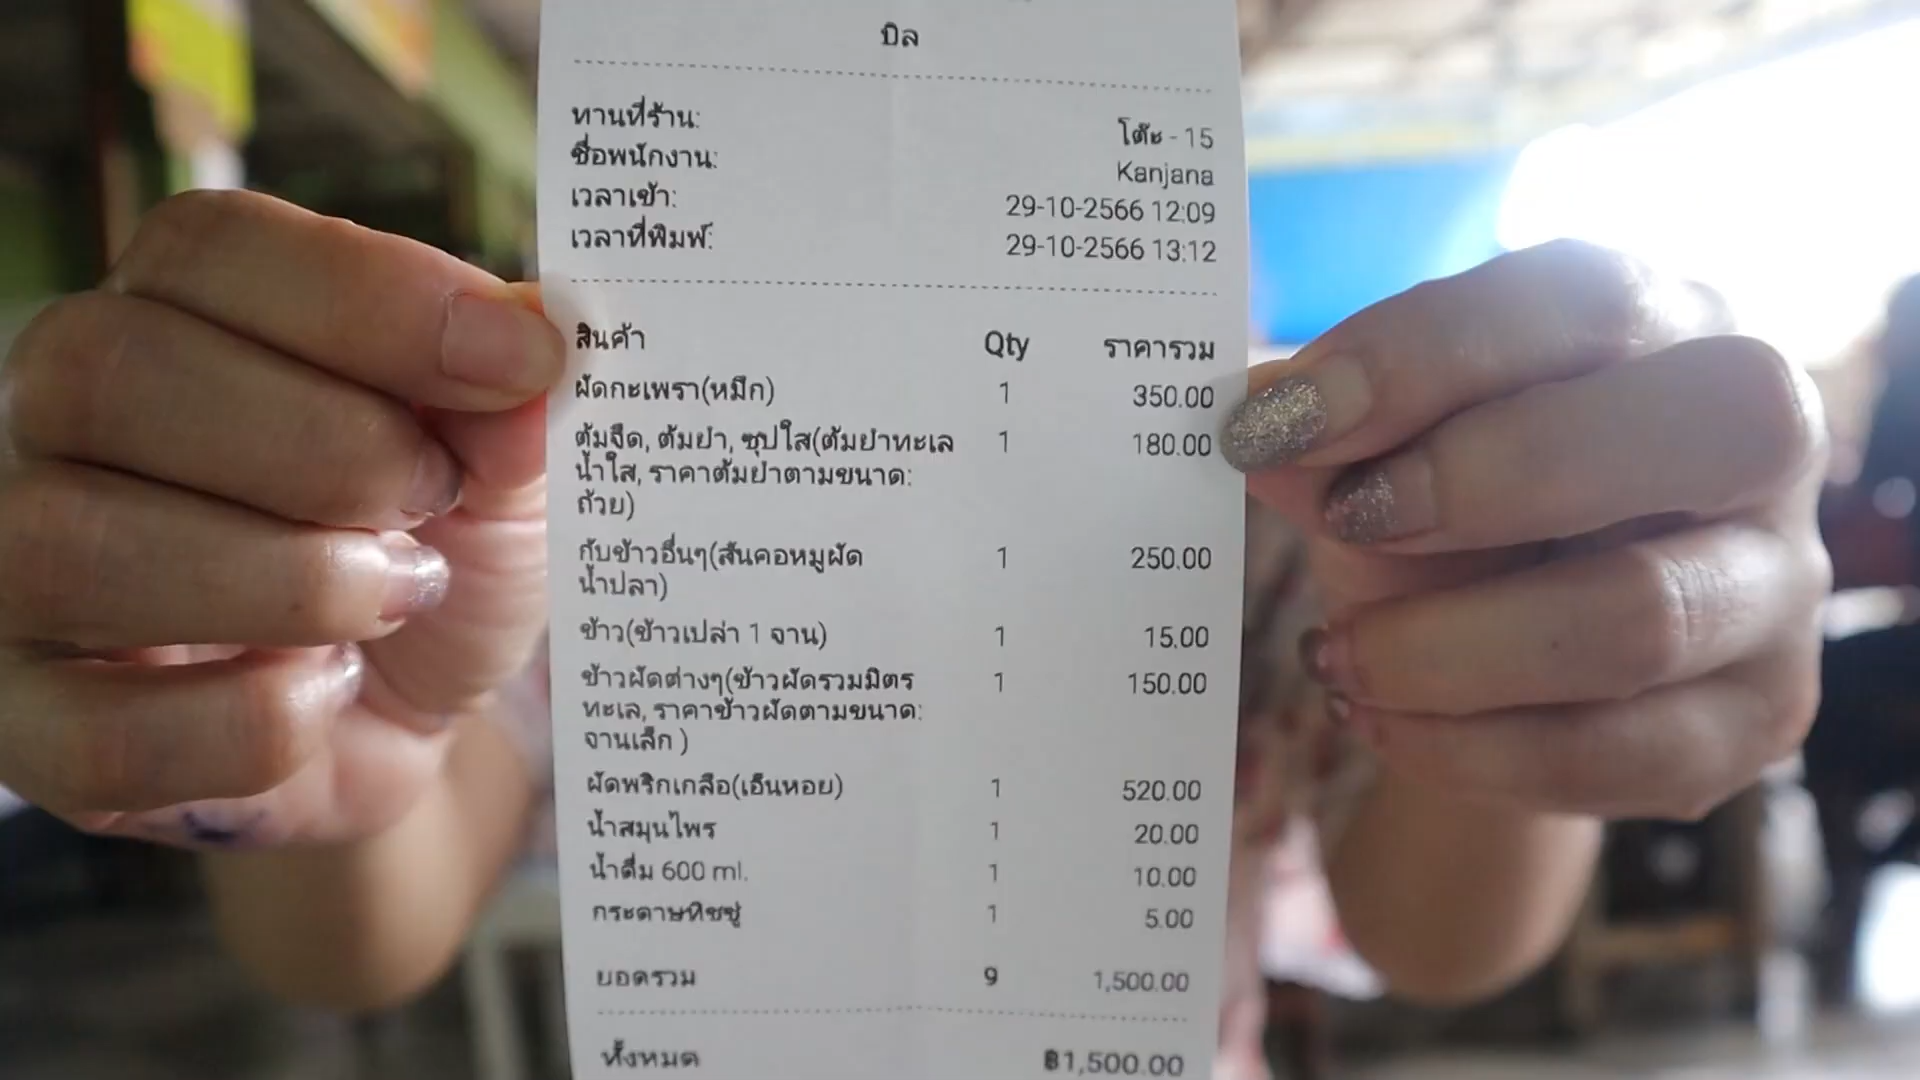 บิล
ทานที่ร้าน: โต๊ะ - 15
ชื่อพนักงาน: Kanjana
เวลาเข้า: 29-10-2566 12:09
เวลาที่พิมพ์: 29-10-2566 13:12
สินค้า Qty ราคารวม
ผัดกะเพรา(หมึก) 1 350.00
ต้มจืด, ต้มยำ, ซุปใส(ต้มยำทะเล 1 180.00
น้ำใส, ราคาต้มยำตามขนาด:
ถ้วย)
กับข้าวอื่นๆ(สันคอหมูผัด 1 250.00
น้ำปลา)
ข้าว(ข้าวเปล่า 1 จาน) 1 15.00
ข้าวผัดต่างๆ(ข้าวผัดรวมมิตร 1 150.00
ทะเล, ราคาข้าวผัดตามขนาด:
จานเล็ก )
ผัดพริกเกลือ(เอ็นหอย) 1 520.00
น้ำสมุนไพร 1 20.00
น้ำดื่ม 600 ml. 1 10.00
กระดาษทิชชู่ 1 5.00
ยอดรวม 9 1,500.00
ทั้งหมด ฿1,500.00